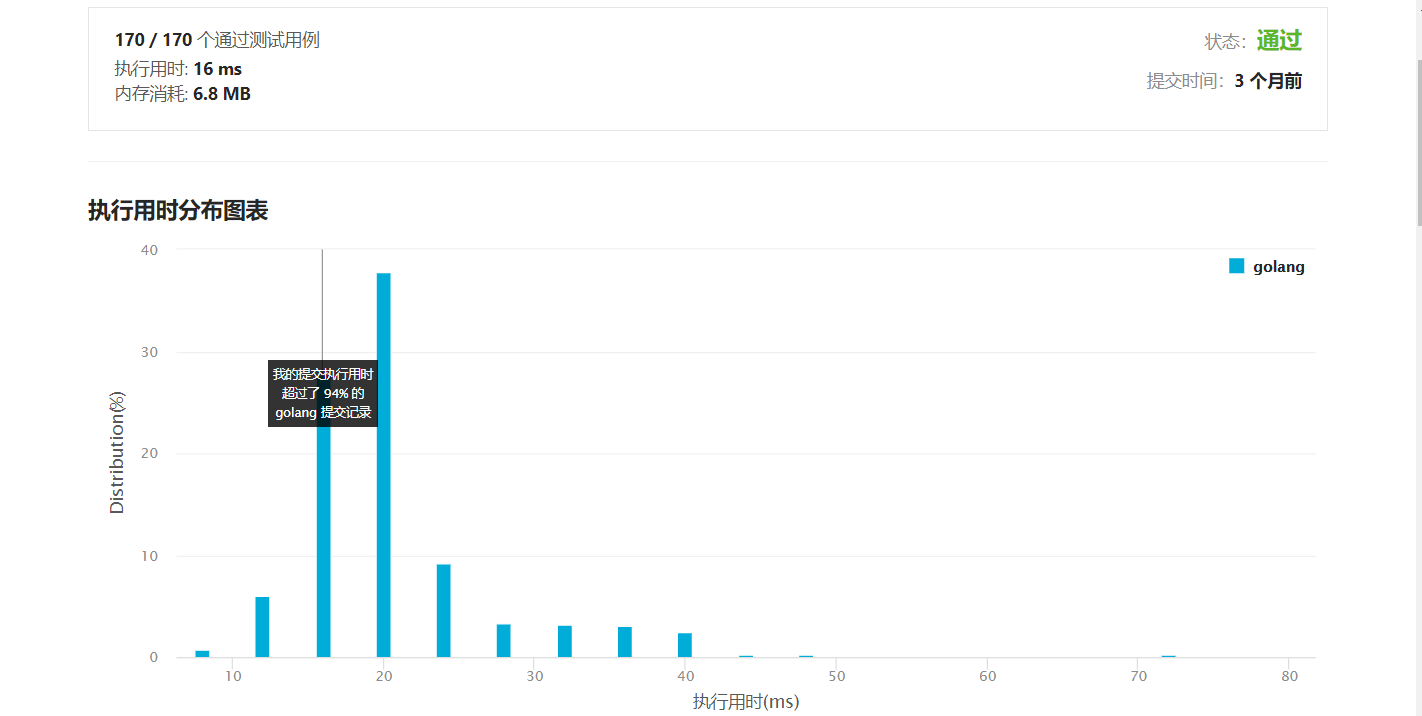 170 / 170 个通过测试用例
状态：通过
执行用时: 16 ms
提交时间：3 个月前
内存消耗: 6.8 MB
执行用时分布图表
golang
40
30
20
10
0
Distribution(%)
我的提交执行用时
超过了 94% 的
golang 提交记录
10 20 30 40 50 60 70 80
执行用时(ms)